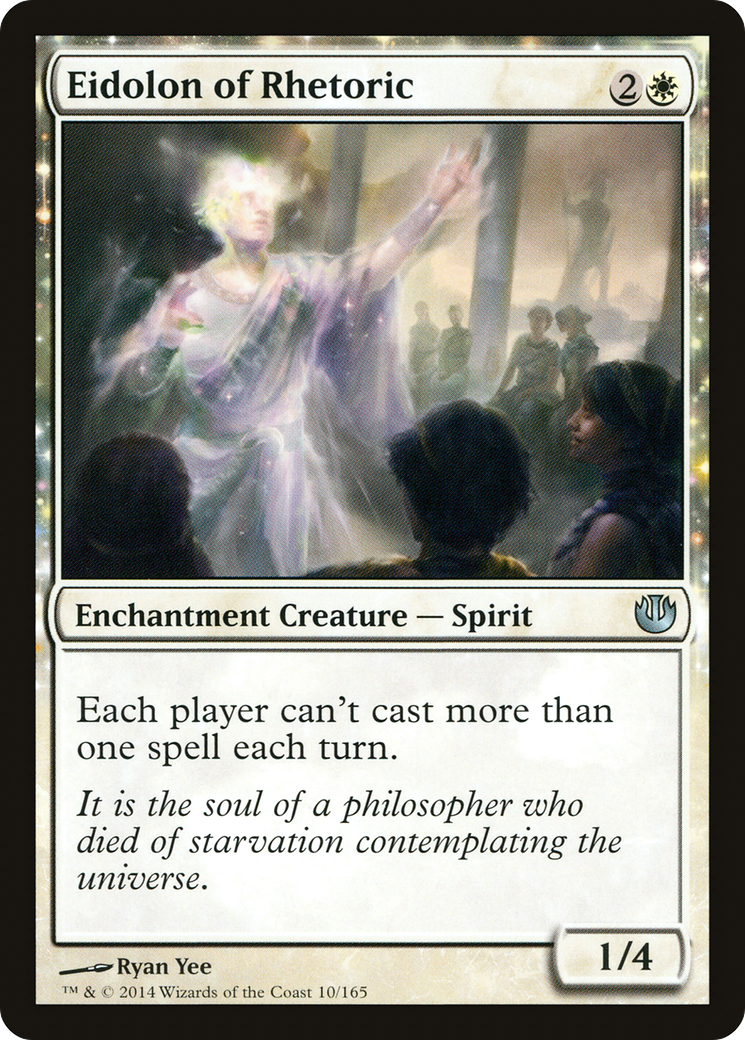 Eidolon of Rhetoric 2
Enchantment Creature — Spirit
Each player can't cast more than
one spell each turn.
It is the soul of a philosopher who
died of starvation contemplating the
universe.
1/4
Ryan Yee
™ & © 2014 Wizards of the Coast 10/165